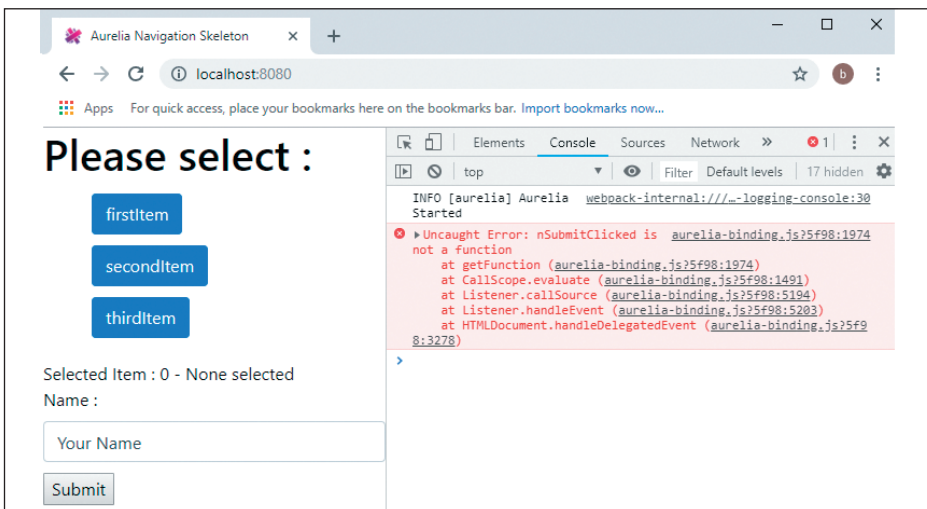 Aurelia Navigation Skeleton
localhost:8080
b
Apps For quick access, place your bookmarks here on the bookmarks bar. Import bookmarks now...
Please select :
firstItem
secondItem
thirdItem
Selected Item : 0 - None selected
Name :
Your Name
Submit
Elements Console Sources Network » 1
top Filter Default levels 17 hidden
INFO [aurelia] Aurelia webpack-internal:///…-logging-console:30
Started
Uncaught Error: nSubmitClicked is aurelia-binding.js?5f98:1974
not a function
at getFunction (aurelia-binding.js?5f98:1974)
at CallScope.evaluate (aurelia-binding.js?5f98:1491)
at Listener.callSource (aurelia-binding.js?5f98:5194)
at Listener.handleEvent (aurelia-binding.js?5f98:5203)
at HTMLDocument.handleDelegatedEvent (aurelia-binding.js?5f9
8:3278)